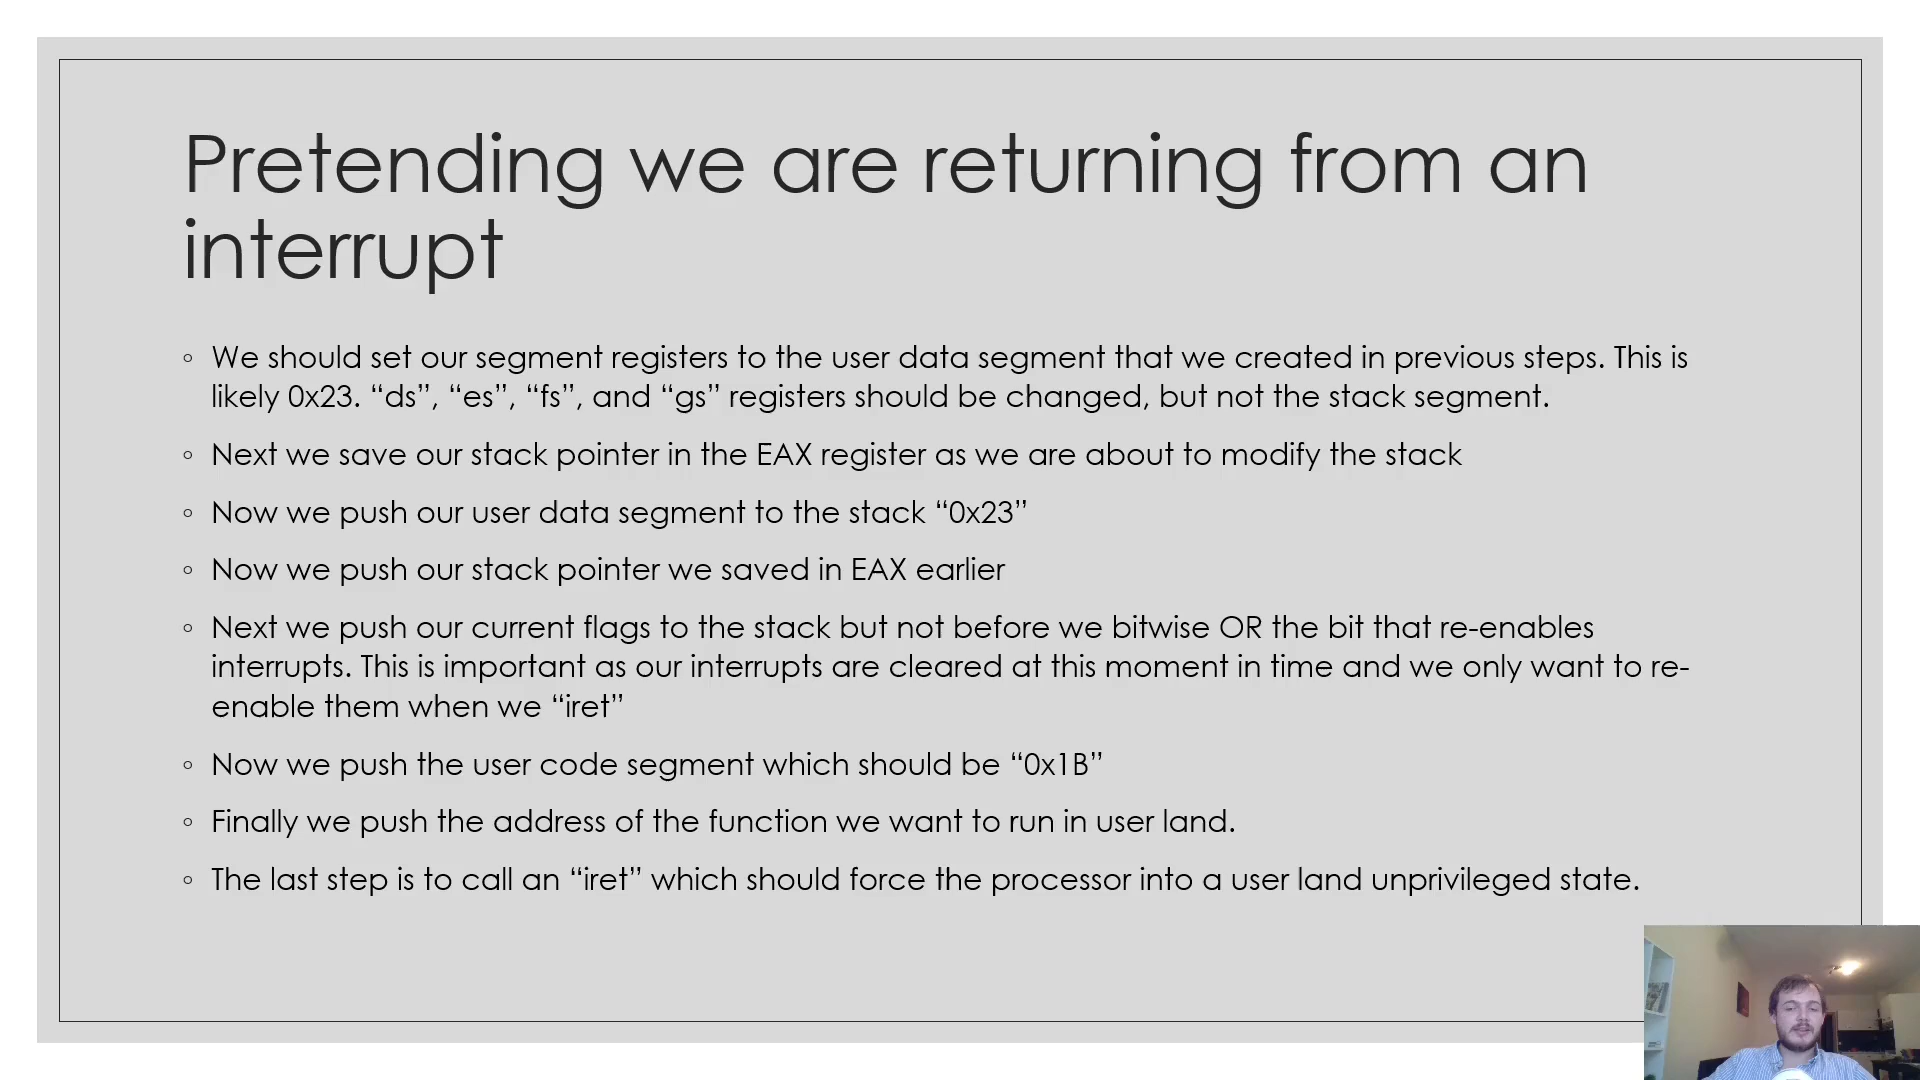 Pretending we are returning from an
interrupt
◦ We should set our segment registers to the user data segment that we created in previous steps. This is
likely 0x23. “ds”, “es”, “fs”, and “gs” registers should be changed, but not the stack segment.
◦ Next we save our stack pointer in the EAX register as we are about to modify the stack
◦ Now we push our user data segment to the stack “0x23”
◦ Now we push our stack pointer we saved in EAX earlier
◦ Next we push our current flags to the stack but not before we bitwise OR the bit that re-enables
interrupts. This is important as our interrupts are cleared at this moment in time and we only want to re-
enable them when we “iret”
◦ Now we push the user code segment which should be “0x1B”
◦ Finally we push the address of the function we want to run in user land.
◦ The last step is to call an “iret” which should force the processor into a user land unprivileged state.